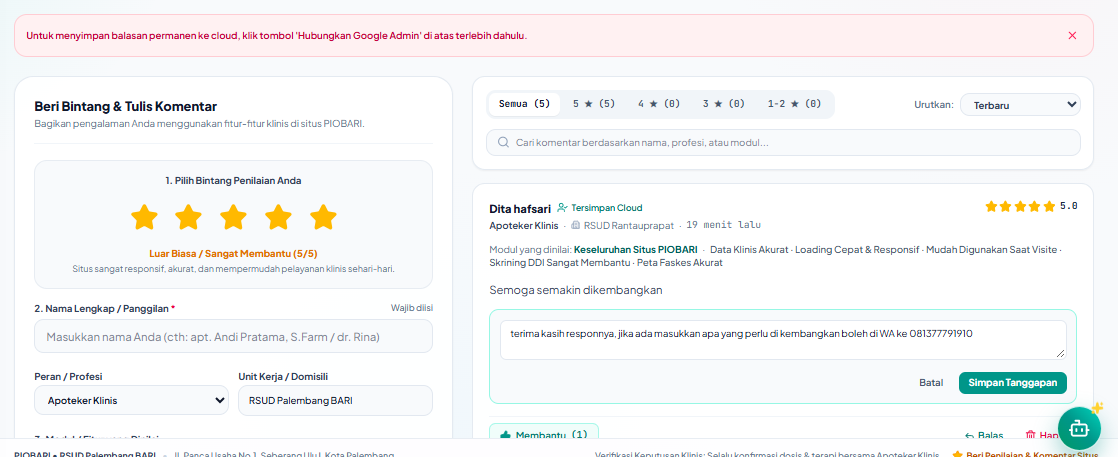 Untuk menyimpan balasan permanen ke cloud, klik tombol 'Hubungkan Google Admin' di atas terlebih dahulu.
Beri Bintang & Tulis Komentar
Bagikan pengalaman Anda menggunakan fitur-fitur klinis di situs PIOBARI.
1. Pilih Bintang Penilaian Anda
Luar Biasa / Sangat Membantu (5/5)
Situs sangat responsif, akurat, dan mempermudah pelayanan klinis sehari-hari.
2. Nama Lengkap / Panggilan * Wajib diisi
Masukkan nama Anda (cth: apt. Andi Pratama, S.Farm / dr. Rina)
Peran / Profesi Unit Kerja / Domisili
Apoteker Klinis RSUD Palembang BARI
Semua (5) 5 ★ (5) 4 ★ (0) 3 ★ (0) 1-2 ★ (0) Urutkan: Terbaru
Cari komentar berdasarkan nama, profesi, atau modul...
Dita hafsari Tersimpan Cloud 5.0
Apoteker Klinis · RSUD Rantauprapat · 19 menit lalu
Modul yang dinilai: Keseluruhan Situs PIOBARI · Data Klinis Akurat · Loading Cepat & Responsif · Mudah Digunakan Saat Visite ·
Skrining DDI Sangat Membantu · Peta Faskes Akurat
Semoga semakin dikembangkan
terima kasih responnya, jika ada masukkan apa yang perlu di kembangkan boleh di WA ke 081377791910
Batal Simpan Tanggapan
Membantu (1) Balas
PIOBARI • RSUD Palembang BARI Verifikasi Keputusan Klinis: Selalu konfirmasi dosis & terapi bersama Apoteker Klinis Beri Penilaian & Komentar Situs